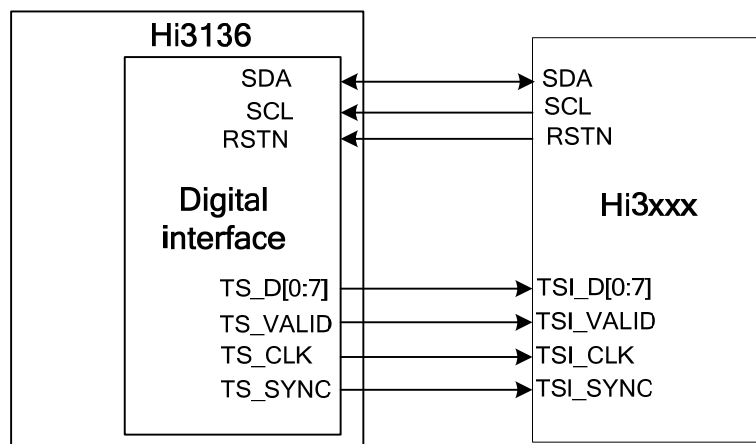 Hi3136
SDA
SCL
RSTN
Digital
interface
TS_D[0:7]
TS_VALID
TS_CLK
TS_SYNC
SDA
SCL
RSTN
Hi3xxx
TSI_D[0:7]
TSI_VALID
TSI_CLK
TSI_SYNC